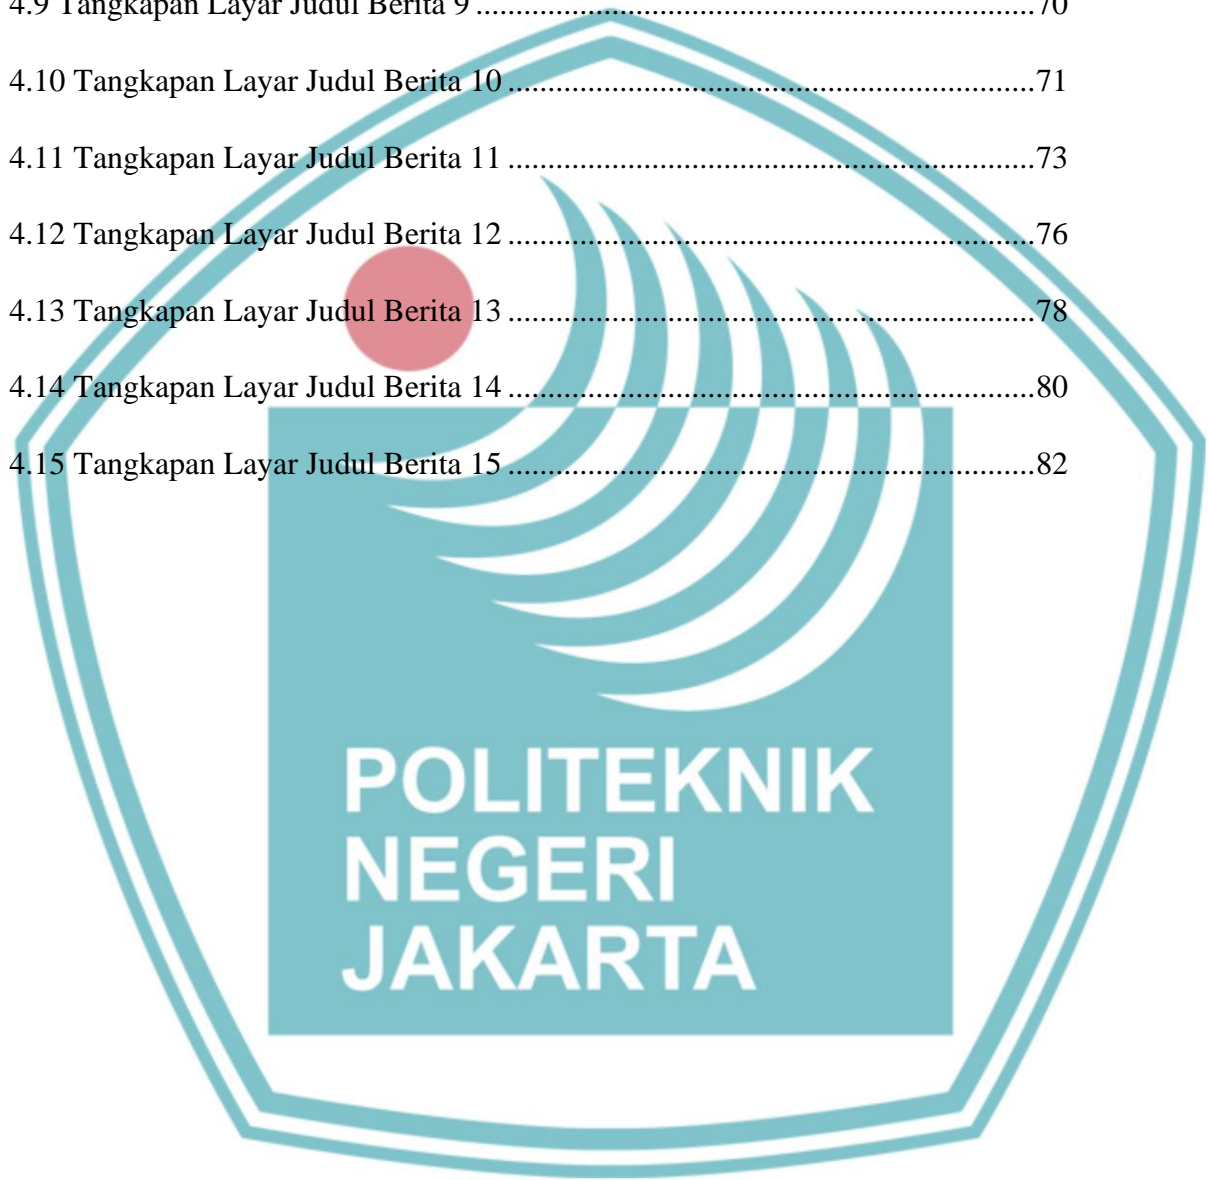 4.9 Tangkapan Layar Judul Berita 9 ......................................................................70
4.10 Tangkapan Layar Judul Berita 10 ..................................................................71
4.11 Tangkapan Layar Judul Berita 11 ..................................................................73
4.12 Tangkapan Layar Judul Berita 12 ..................................................................76
4.13 Tangkapan Layar Judul Berita 13 ..................................................................78
4.14 Tangkapan Layar Judul Berita 14 ..................................................................80
4.15 Tangkapan Layar Judul Berita 15 ..................................................................82
POLITEKNIK
NEGERI
JAKARTA